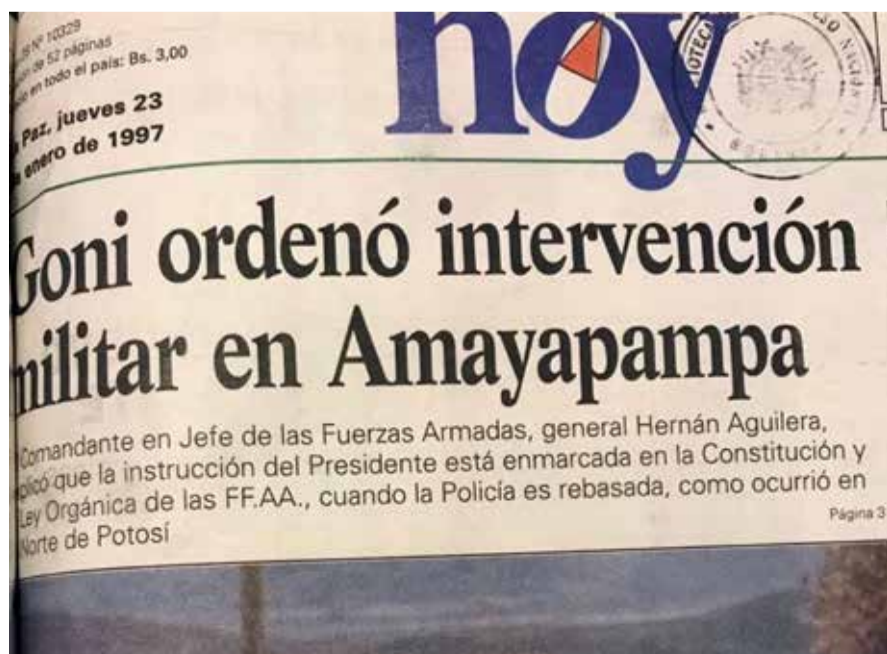 Nº 10329
de 52 páginas
en todo el país: Bs. 3,00
Paz, jueves 23
enero de 1997
hoy
Goni ordenó intervención
militar en Amayapampa
Comandante en Jefe de las Fuerzas Armadas, general Hernán Aguilera,
que la instrucción del Presidente está enmarcada en la Constitución y
Ley Orgánica de las FF.AA., cuando la Policía es rebasada, como ocurrió en
Norte de Potosí
Página 3